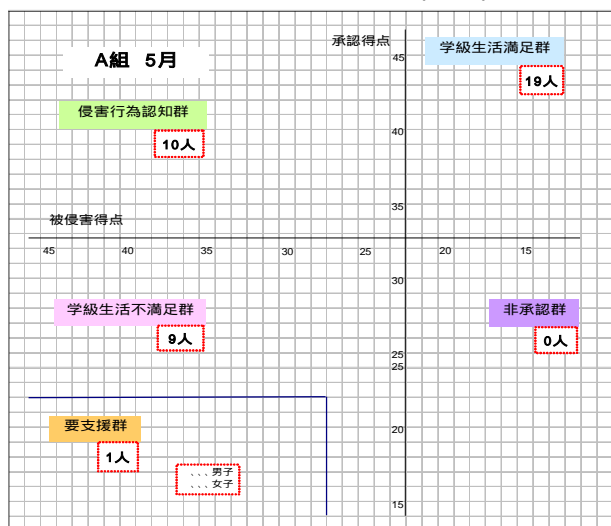 承認得点
学級生活満足群
A組 5月
45
19人
侵害行為認知群
40
10人
35
被侵害得点
45 40 35 30 25 20 15
30
学級生活不満足群
非承認群
9人
0人
25
25
要支援群
20
1人
、、、男子
、、、女子
15